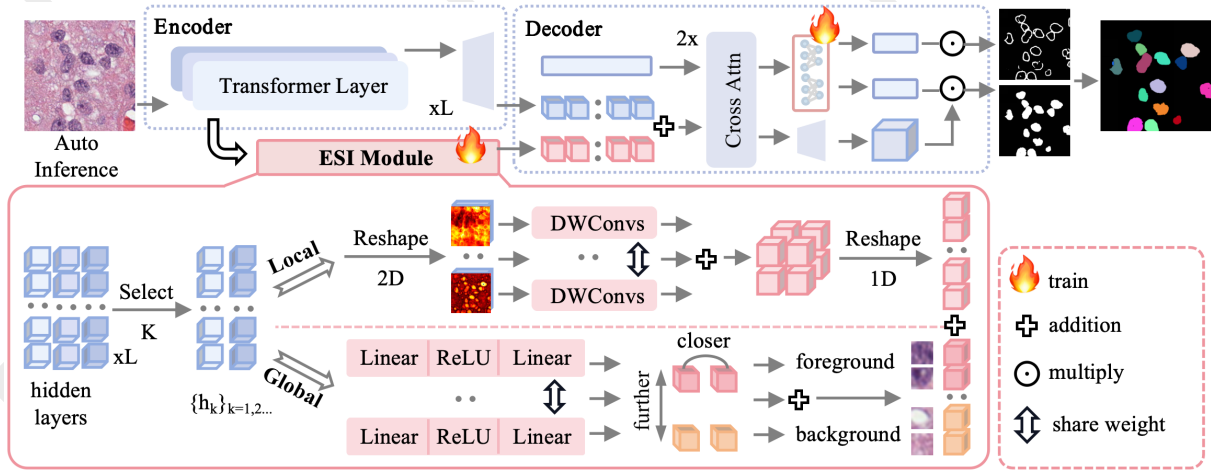 Encoder
Transformer Layer
xL
Auto
Inference
ESI Module
Decoder
2x
Cross Attn
Local
Reshape
2D
DWConvs
DWConvs
Reshape
1D
Select
K
xL
hidden
layers
{h_k}_{k=1,2...}
Global
Linear ReLU Linear
Linear ReLU Linear
closer
further
foreground
background
train
addition
multiply
share weight